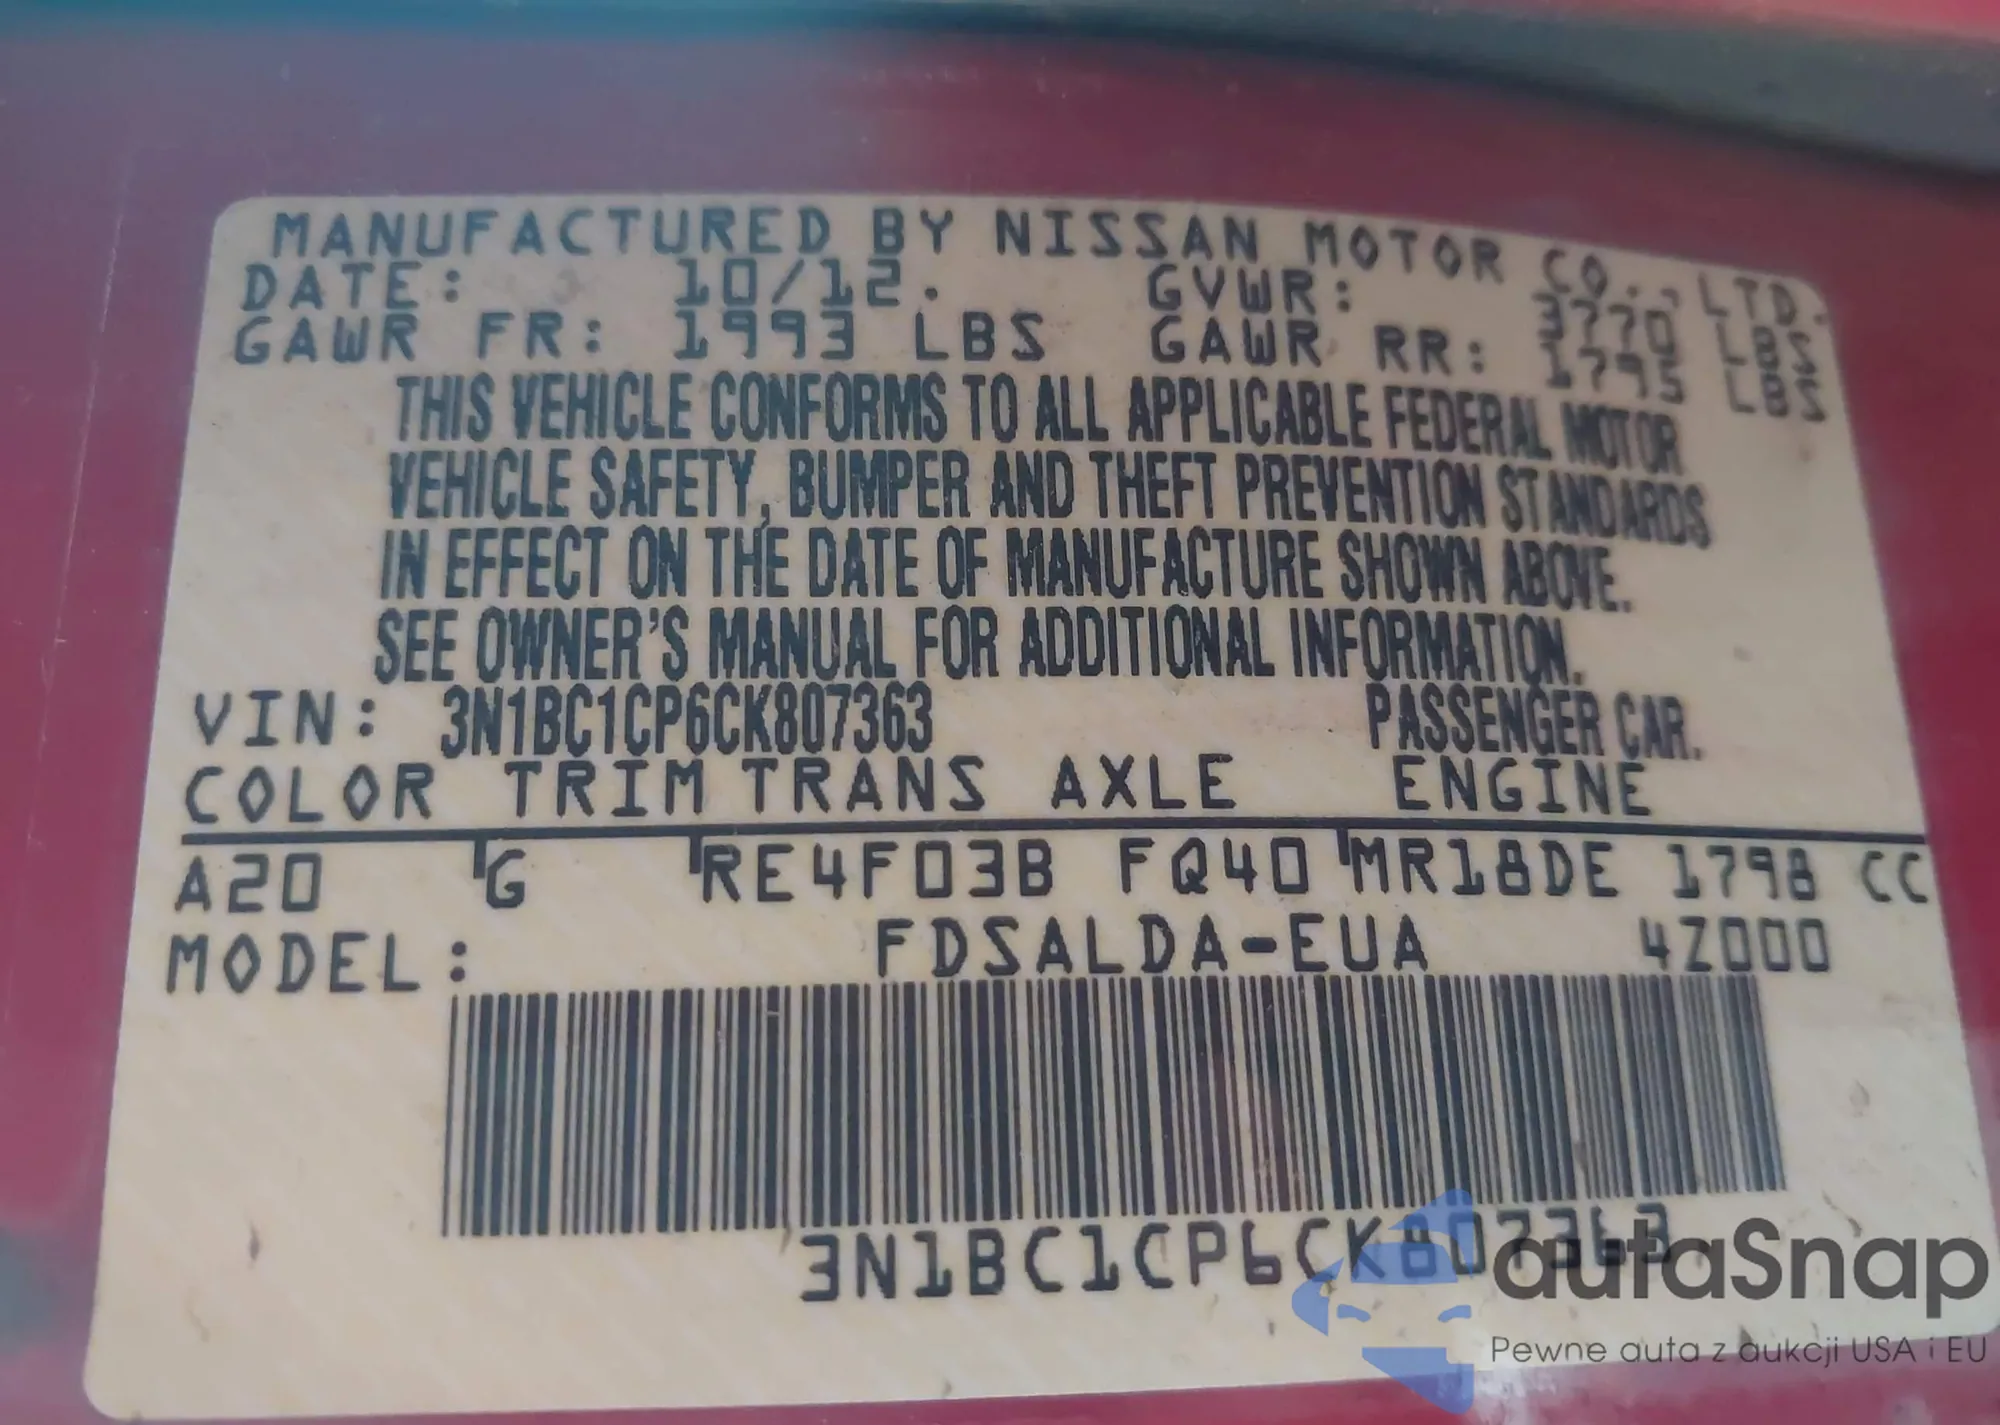 MANUFACTURED BY NISSAN MOTOR CO., LTD.
DATE: 10/12. GVWR: 3770 LBS
GAWR FR: 1993 LBS GAWR RR: 1795 LBS
THIS VEHICLE CONFORMS TO ALL APPLICABLE FEDERAL MOTOR
VEHICLE SAFETY, BUMPER AND THEFT PREVENTION STANDARDS
IN EFFECT ON THE DATE OF MANUFACTURE SHOWN ABOVE.
SEE OWNER'S MANUAL FOR ADDITIONAL INFORMATION.
VIN: 3N1BC1CP6CK807363 PASSENGER CAR.
COLOR TRIM TRANS AXLE ENGINE
A20 G RE4F03B FQ40 MR18DE 1798 CC
MODEL: FDSALDA-EUA 4Z000
3N1BC1CP6CK807363
autaSnap
Pewne auta z aukcji USA i EU